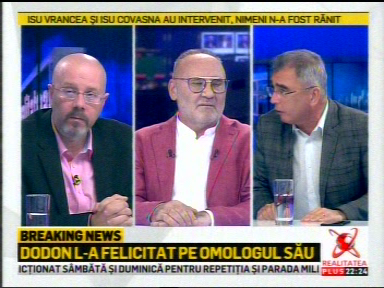 ISU VRANCEA ȘI ISU COVASNA AU INTERVENIT, NIMENI N-A FOST RĂNIT
BREAKING NEWS
DODON L-A FELICITAT PE OMOLOGUL SĂU
ICȚIONAT SÂMBĂTĂ ȘI DUMINICĂ PENTRU REPETIȚIA ȘI PARADA MILI
REALITATEA
PLUS 22:24